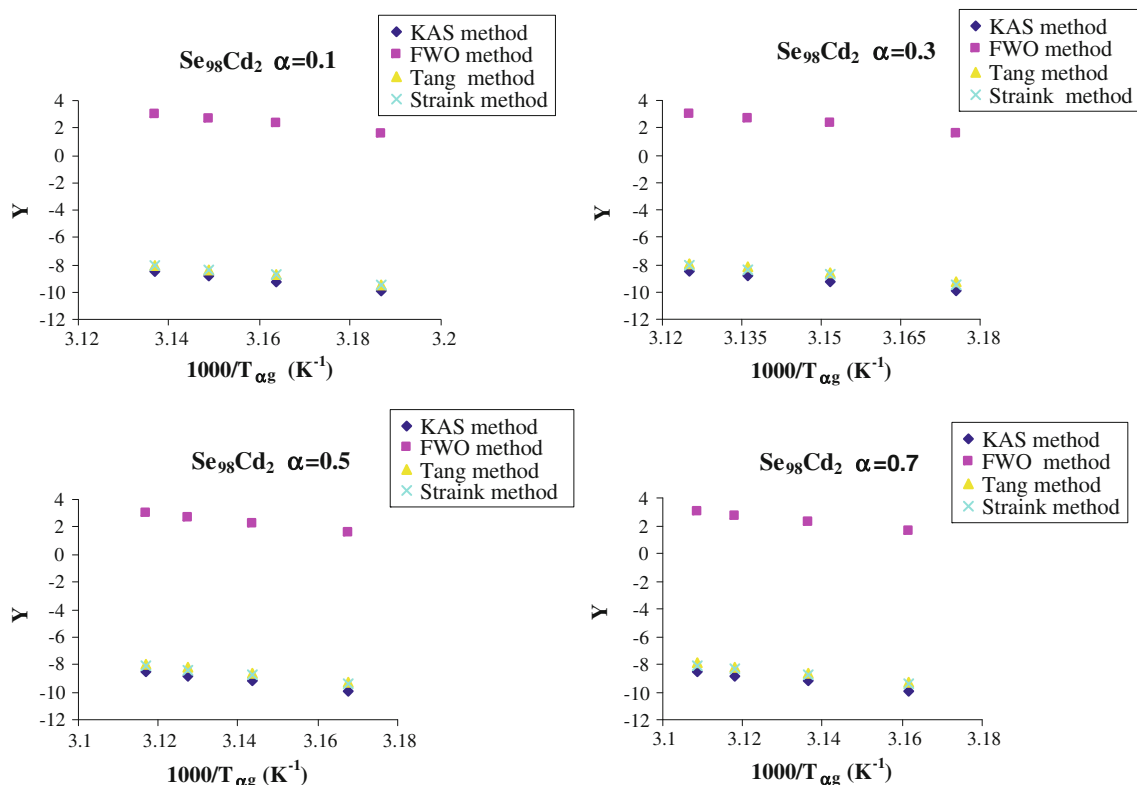 Se98Cd2 α=0.1
KAS method
FWO method
Tang method
Straink method
4
2
0
-2
-4
-6
-8
-10
-12
Y
3.12
3.14
3.16
3.18
3.2
1000/Tαg (K-1)
Se98Cd2 α=0.3
KAS method
FWO method
Tang method
Straink method
4
2
0
-2
-4
-6
-8
-10
-12
Y
3.12
3.135
3.15
3.165
3.18
1000/Tαg (K-1)
Se98Cd2 α=0.5
KAS method
FWO method
Tang method
Straink method
4
2
0
-2
-4
-6
-8
-10
-12
Y
3.1
3.12
3.14
3.16
3.18
1000/Tαg (K-1)
Se98Cd2 α=0.7
KAS method
FWO method
Tang method
Straink method
4
2
0
-2
-4
-6
-8
-10
-12
Y
3.1
3.12
3.14
3.16
3.18
1000/Tαg (K-1)